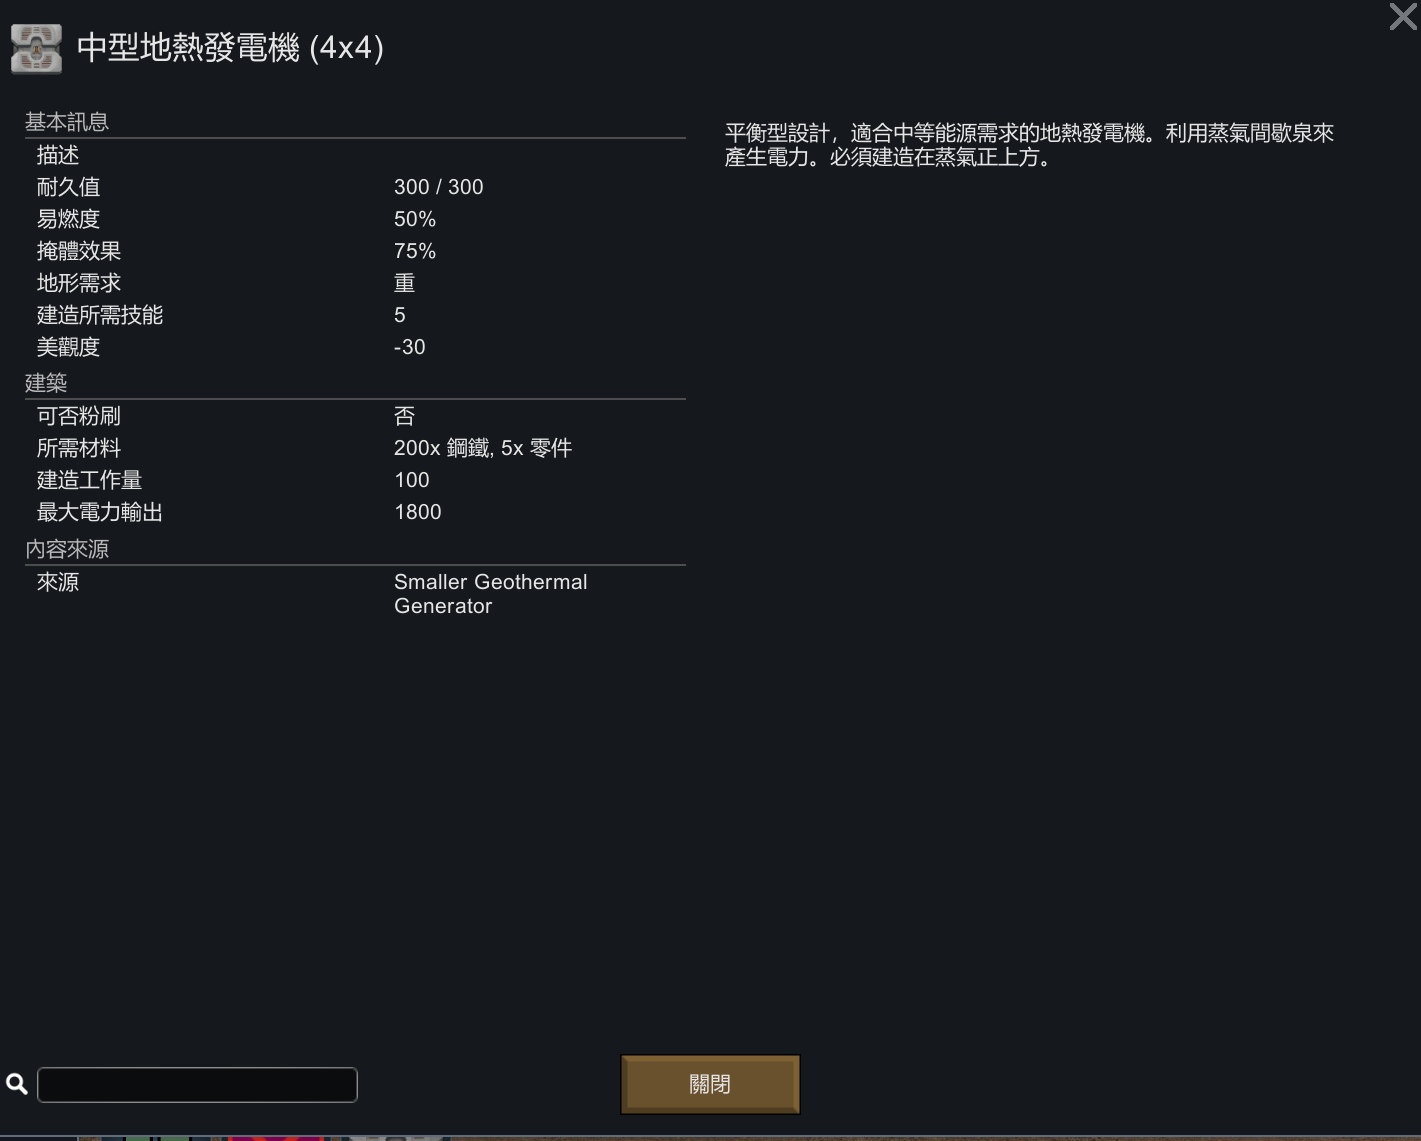 中型地熱發電機 (4x4)
基本訊息
描述
耐久值 300 / 300
易燃度 50%
掩體效果 75%
地形需求 重
建造所需技能 5
美觀度 -30
建築
可否粉刷 否
所需材料 200x 鋼鐵, 5x 零件
建造工作量 100
最大電力輸出 1800
內容來源
來源 Smaller Geothermal
Generator
平衡型設計，適合中等能源需求的地熱發電機。利用蒸氣間歇泉來
產生電力。必須建造在蒸氣正上方。
關閉